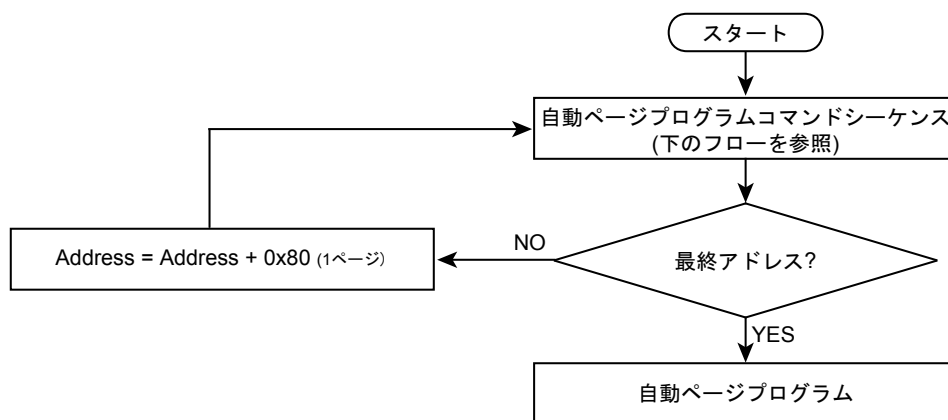 スタート
自動ページプログラムコマンドシーケンス
(下のフローを参照)
NO
Address = Address + 0x80 (1ページ)
最終アドレス?
YES
自動ページプログラム